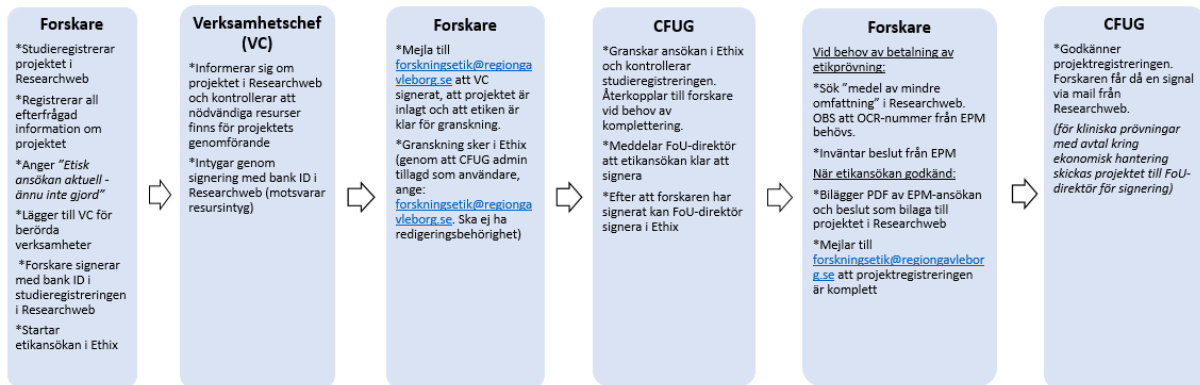 Forskare
*Studieregistrerar
projektet i
Researchweb
*Registrerar all
efterfrågad
information om
projektet
*Anger "Etisk
ansökan aktuell -
ännu inte gjord"
*Lägger till VC för
berörda
verksamheter
*Forskare signerar
med bank ID i
studieregistreringen
i Researchweb
*Startar
etikansökan i Ethix
Verksamhetschef
(VC)
*Informerar sig om
projektet i Researchweb
och kontrollerar att
nödvändiga resurser
finns för projektets
genomförande
*Intygar genom
signering med bank ID i
Researchweb (motsvarar
resursintyg)
Forskare
*Mejla till
forskningsetik@regionga
vleborg.se att VC
signerat, att projektet är
inlagt och att etiken är
klar för granskning.
*Granskning sker i Ethix
(genom att CFUG admin
tillagd som användare,
ange:
forskningsetik@regionga
vleborg.se. Ska ej ha
redigeringsbehörighet)
CFUG
*Granskar ansökan i Ethix
och kontrollerar
studieregistreringen.
Återkopplar till forskare
vid behov av
komplettering.
*Meddelar FoU-direktör
att etikansökan klar att
signera
*Efter att forskaren har
signerat kan FoU-direktör
signera i Ethix
Forskare
Vid behov av betalning av
etikprövning:
*Sök "medel av mindre
omfattning" i Researchweb.
OBS att OCR-nummer från EPM
behövs.
*Inväntar beslut från EPM
När etikansökan godkänd:
*Bilägger PDF av EPM-ansökan
och beslut som bilaga till
projektet i Researchweb
*Mejlar till
forskningsetik@regiongavlebor
g.se att projektregistreringen
är komplett
CFUG
*Godkänner
projektregistreringen.
Forskaren får då en signal
via mail från
Researchweb.
(för kliniska prövningar
med avtal kring
ekonomisk hantering
skickas projektet till FoU-
direktör för signering)